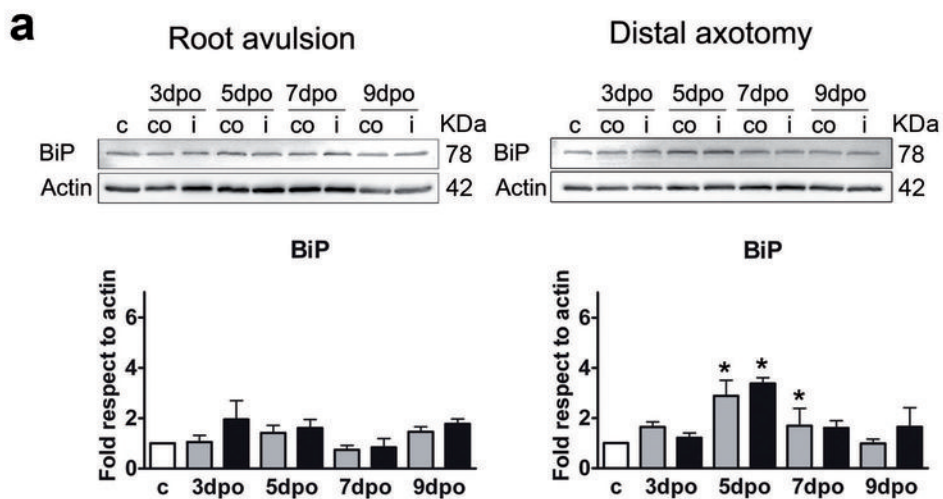 a
Root avulsion
3dpo 5dpo 7dpo 9dpo
c co i co i co i co i KDa
BiP 78
Actin 42
Distal axotomy
3dpo 5dpo 7dpo 9dpo
c co i co i co i co i KDa
BiP 78
Actin 42
BiP
Fold respect to actin
6
4
2
0
c 3dpo 5dpo 7dpo 9dpo
BiP
Fold respect to actin
6
4
2
0
* * *
c 3dpo 5dpo 7dpo 9dpo